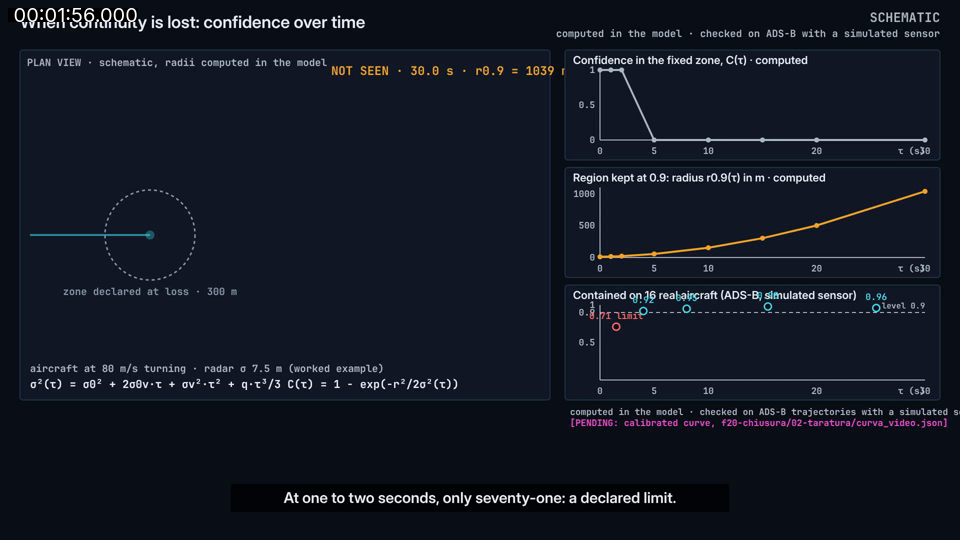 00:01:56.000
When continuity is lost: confidence over time
SCHEMATIC
computed in the model · checked on ADS-B with a simulated sensor
PLAN VIEW · schematic, radii computed in the model
NOT SEEN · 30.0 s · r0.9 = 1039 m
zone declared at loss · 300 m
aircraft at 80 m/s turning · radar σ 7.5 m (worked example)
σ²(τ) = σ0² + 2σ0v·τ + σv²·τ² + q·τ³/3 C(τ) = 1 - exp(-r²/2σ²(τ))
Confidence in the fixed zone, C(τ) · computed
1
0.5
0
0 5 10 20 τ (s) 30
Region kept at 0.9: radius r0.9(τ) in m · computed
1000
500
0
0 5 10 20 τ (s) 30
Contained on 16 real aircraft (ADS-B, simulated sensor)
0.92 0.96
1
0.9
level 0.9
0.71 limit
0.5
0 5 10 20 τ (s) 30
computed in the model · checked on ADS-B trajectories with a simulated s
[PENDING: calibrated curve, f20-chiusura/02-taratura/curva_video.json]
At one to two seconds, only seventy-one: a declared limit.